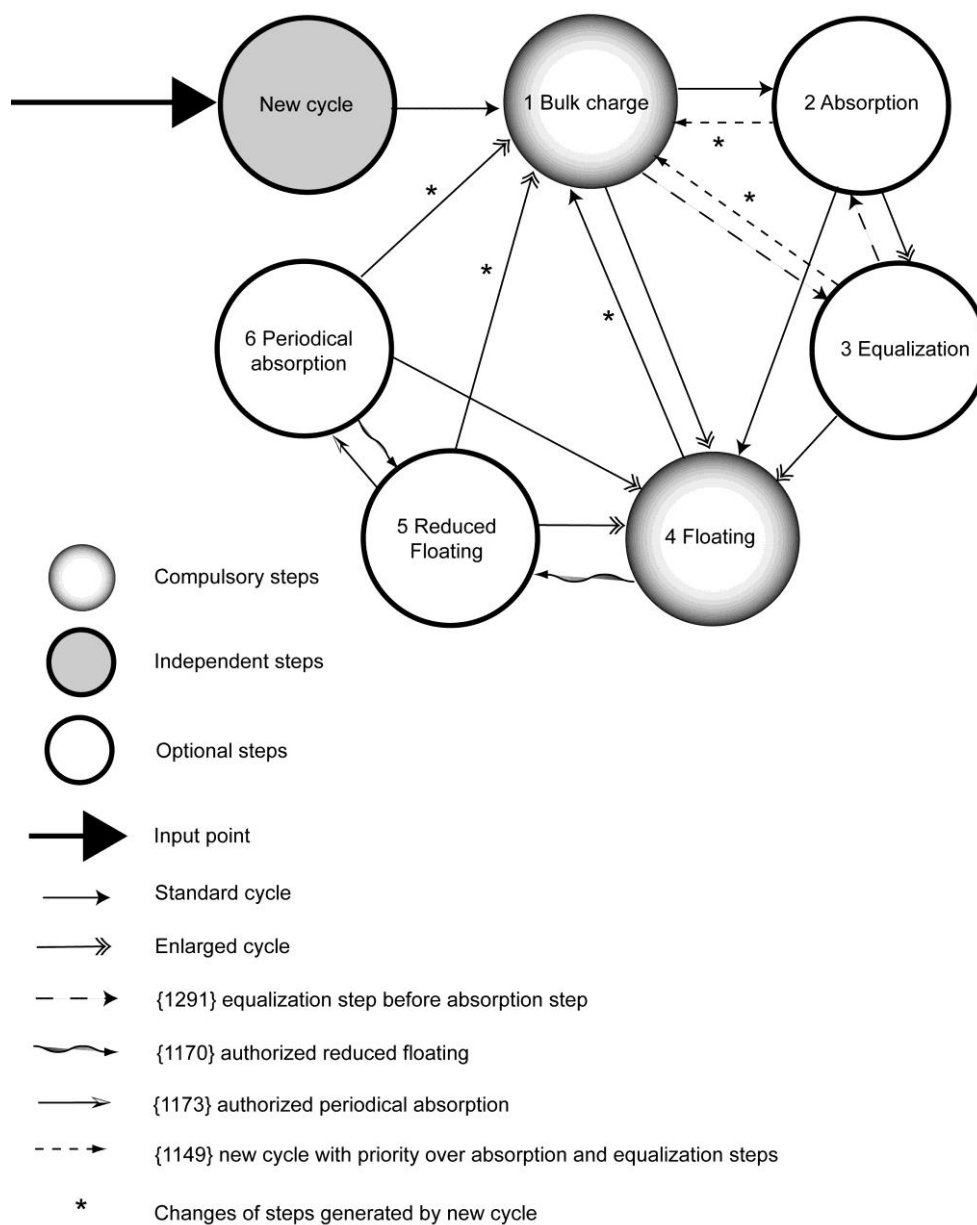 New cycle
1 Bulk charge
2 Absorption
*
*
*
*
*
6 Periodical
absorption
3 Equalization
5 Reduced
Floating
4 Floating
Compulsory steps
Independent steps
Optional steps
Input point
Standard cycle
Enlarged cycle
{1291} equalization step before absorption step
{1170} authorized reduced floating
{1173} authorized periodical absorption
{1149} new cycle with priority over absorption and equalization steps
* Changes of steps generated by new cycle